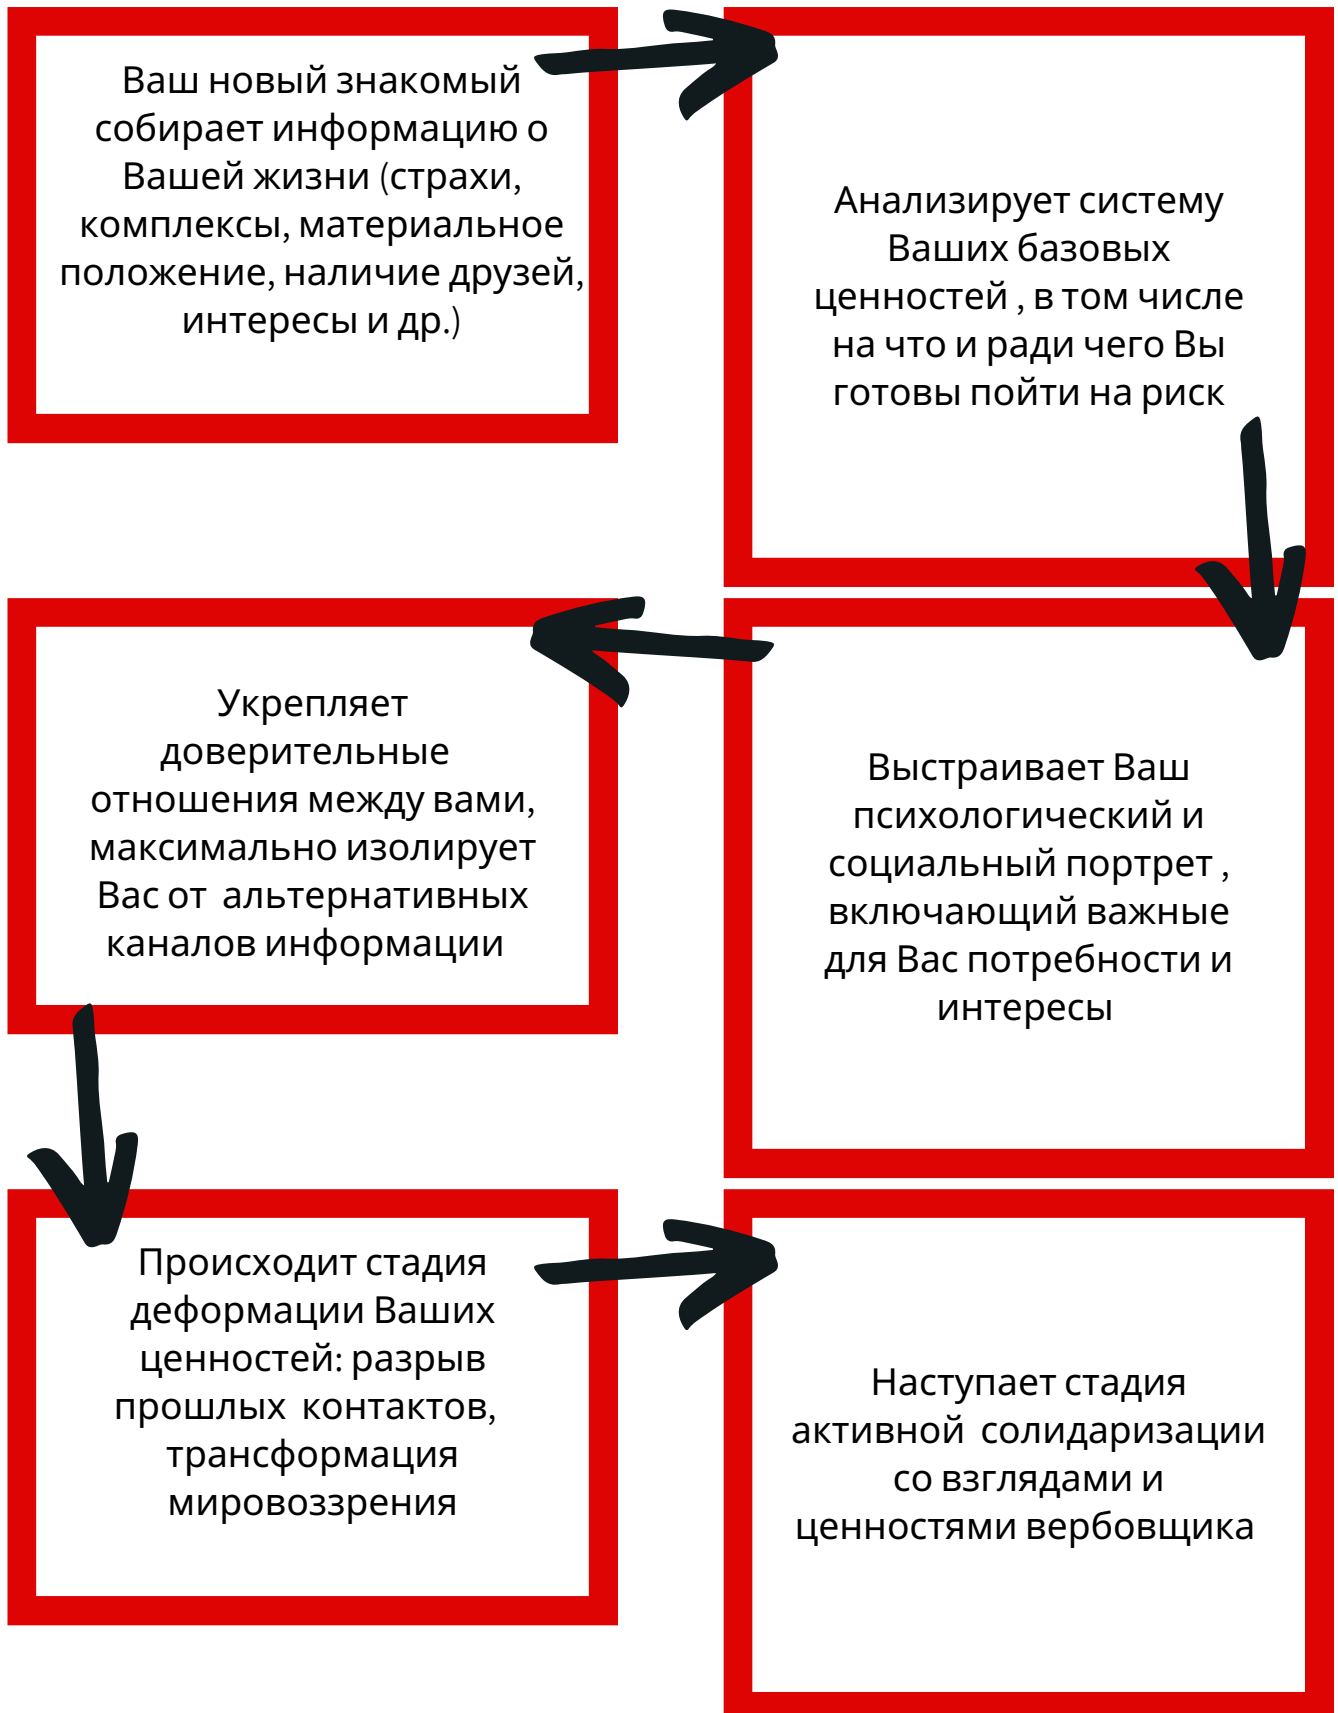 Ваш новый знакомый
собирает информацию о
Вашей жизни (страхи,
комплексы, материальное
положение, наличие друзей,
интересы и др.)
Анализирует систему
Ваших базовых
ценностей , в том числе
на что и ради чего Вы
готовы пойти на риск
Выстраивает Ваш
психологический и
социальный портрет ,
включающий важные
для Вас потребности и
интересы
Укрепляет
доверительные
отношения между вами,
максимально изолирует
Вас от  альтернативных
каналов информации
Происходит стадия
деформации Ваших
ценностей: разрыв
прошлых  контактов,
трансформация
мировоззрения
Наступает стадия
активной  солидаризации
со взглядами и
ценностями вербовщика